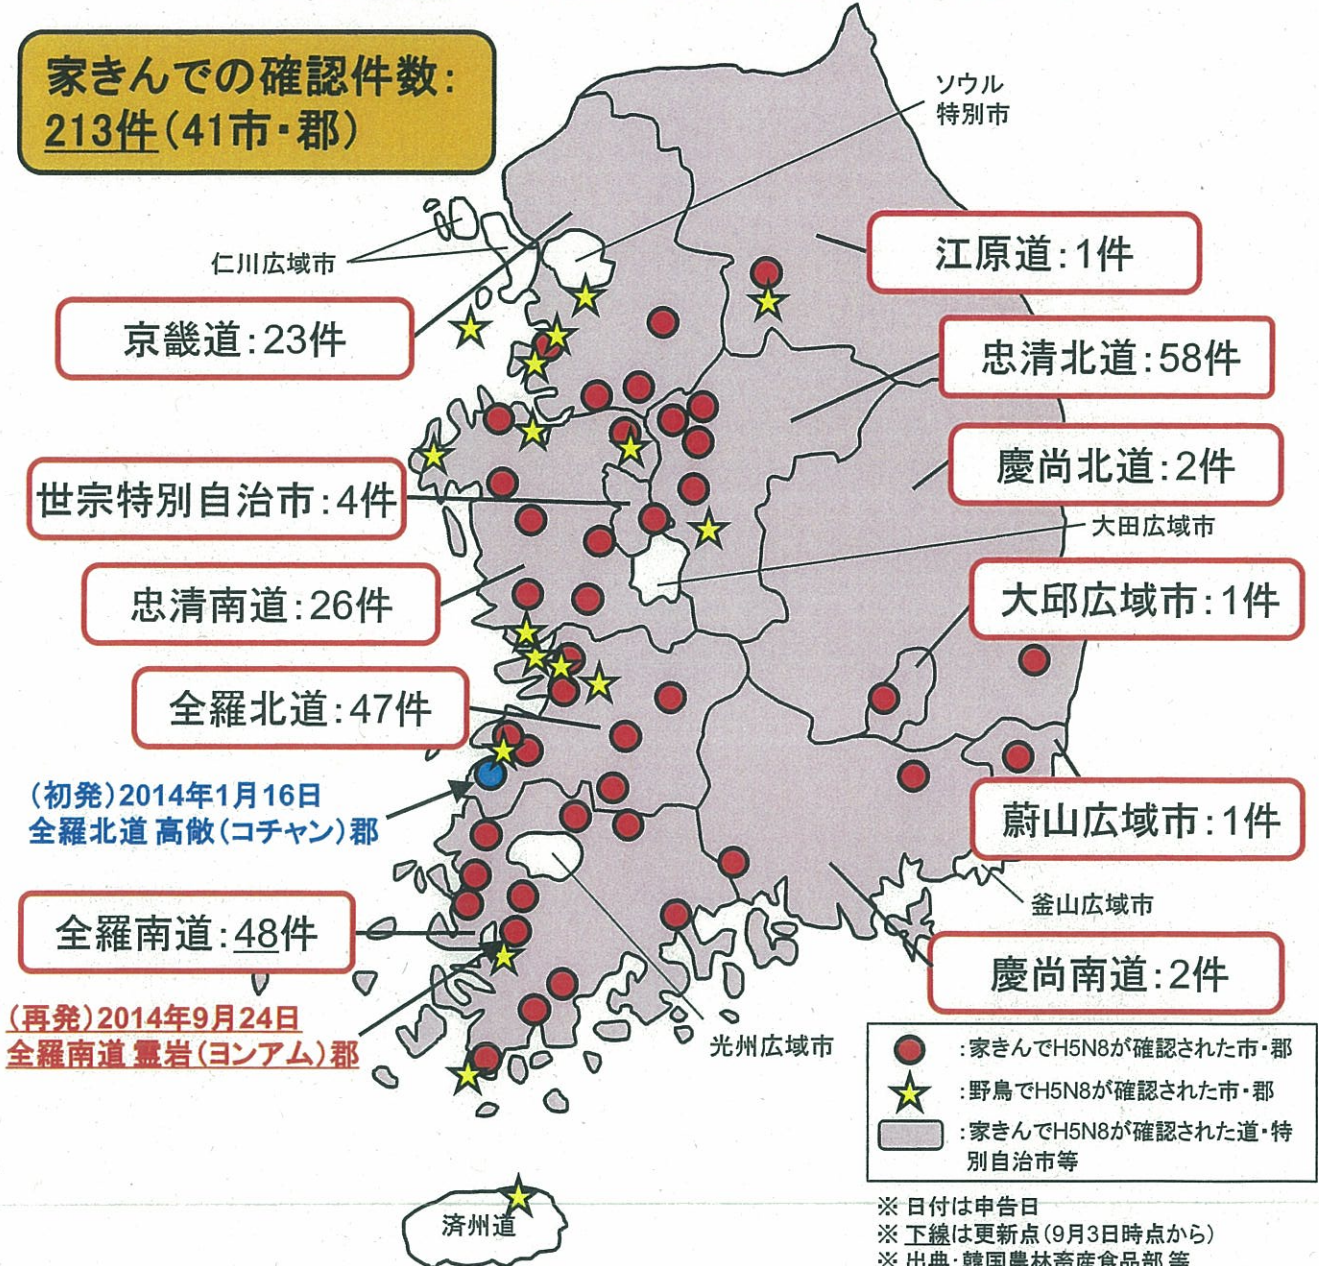 家きんでの確認件数:
213件(41市・郡)
ソウル
特別市
仁川広域市
江原道:1件
京畿道:23件
忠清北道:58件
慶尚北道:2件
世宗特別自治市:4件
大田広域市
忠清南道:26件
大邱広域市:1件
全羅北道:47件
(初発)2014年1月16日
全羅北道 高敞(コチャン)郡
蔚山広域市:1件
釜山広域市
全羅南道:48件
慶尚南道:2件
(再発)2014年9月24日
全羅南道 霊岩(ヨンアム)郡
光州広域市
:家きんでH5N8が確認された市・郡
:野鳥でH5N8が確認された市・郡
:家きんでH5N8が確認された道・特
別自治市等
済州道
※ 日付は申告日
※ 下線は更新点(9月3日時点から)
※ 出典:韓国農林畜産食品部 等